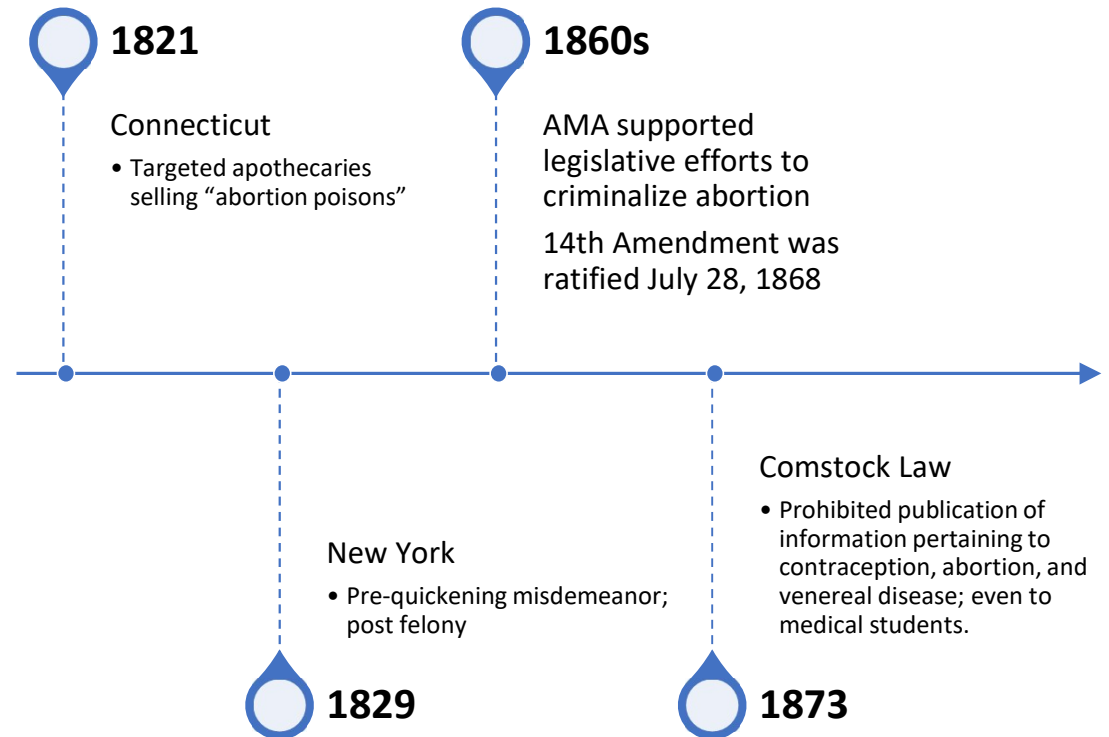 1821
Connecticut
• Targeted apothecaries
selling “abortion poisons”
1829
New York
• Pre-quickening misdemeanor;
post felony
1860s
AMA supported
legislative efforts to
criminalize abortion
14th Amendment was
ratified July 28, 1868
1873
Comstock Law
• Prohibited publication of
information pertaining to
contraception, abortion, and
venereal disease; even to
medical students.